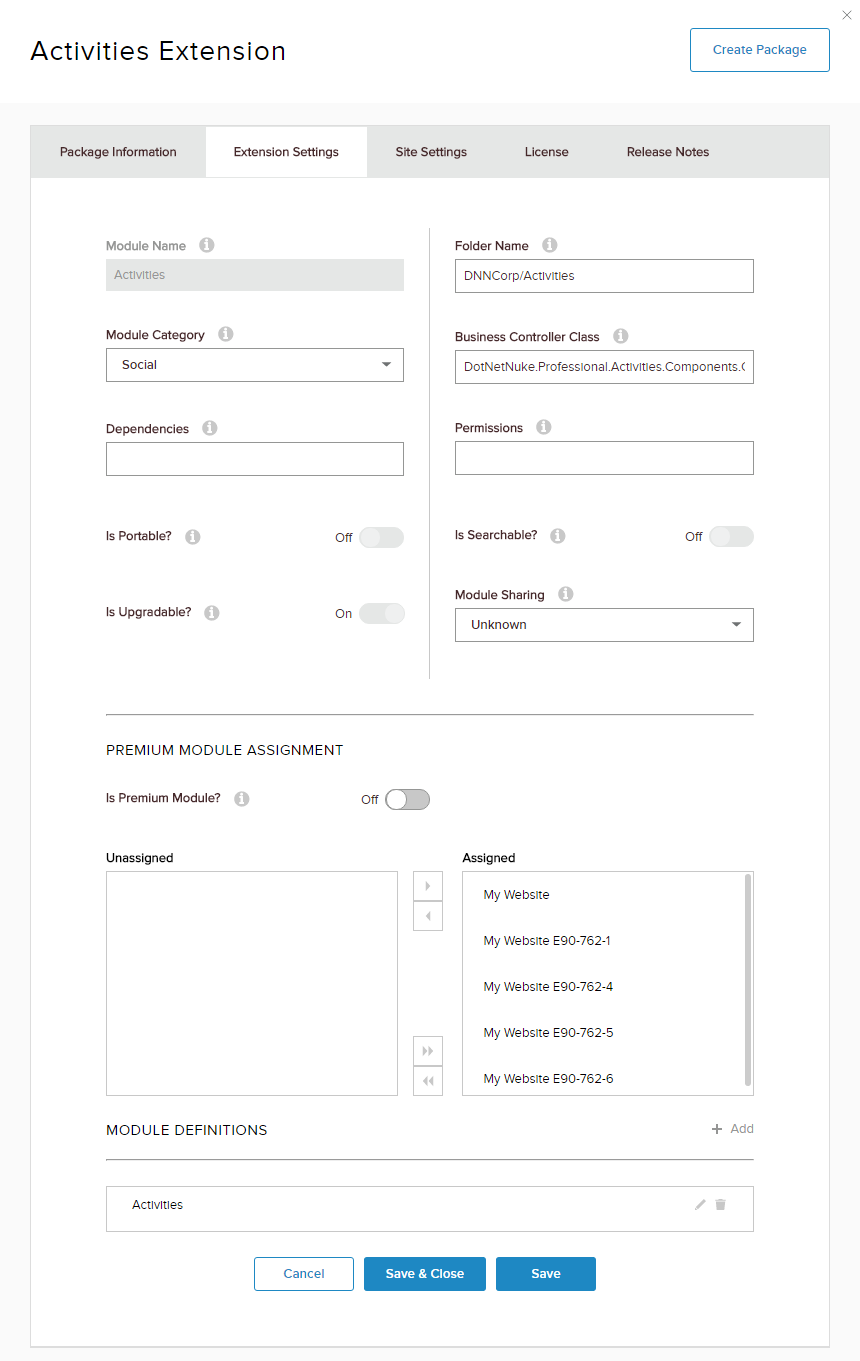 Activities Extension
Create Package
Package Information
Extension Settings
Site Settings
License
Release Notes
Module Name
Activities
Module Category
Social
Dependencies
Is Portable?
Off
Is Upgradable?
On
Folder Name
DNNCorp/Activities
Business Controller Class
DotNetNuke.Professional.Activities.Components.
Permissions
Is Searchable?
Off
Module Sharing
Unknown
PREMIUM MODULE ASSIGNMENT
Is Premium Module?
Off
Unassigned
Assigned
My Website
My Website E90-762-1
My Website E90-762-4
My Website E90-762-5
My Website E90-762-6
MODULE DEFINITIONS
+ Add
Activities
Cancel
Save & Close
Save